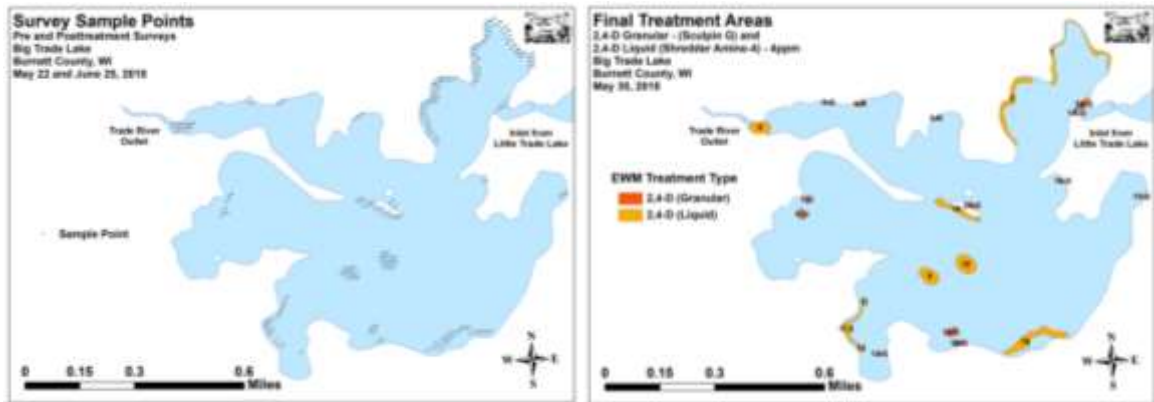 Survey Sample Points
Pre and Posttreatment Surveys
Big Trade Lake
Burnett County, WI
May 22 and June 25, 2018
Trade River
Outlet
Inlet from
Little Trade Lake
Sample Point
N
W E
S
0 0.15 0.3 0.6
Miles
Final Treatment Areas
2,4-D Granular - (Sculpin G) and
2,4-D Liquid (Shredder Amine-4) - 4ppm
Big Trade Lake
Burnett County, WI
May 30, 2018
Trade River
Outlet
Inlet from
Little Trade Lake
EWM Treatment Type
2,4-D (Granular)
2,4-D (Liquid)
N
W E
S
0 0.15 0.3 0.6
Miles